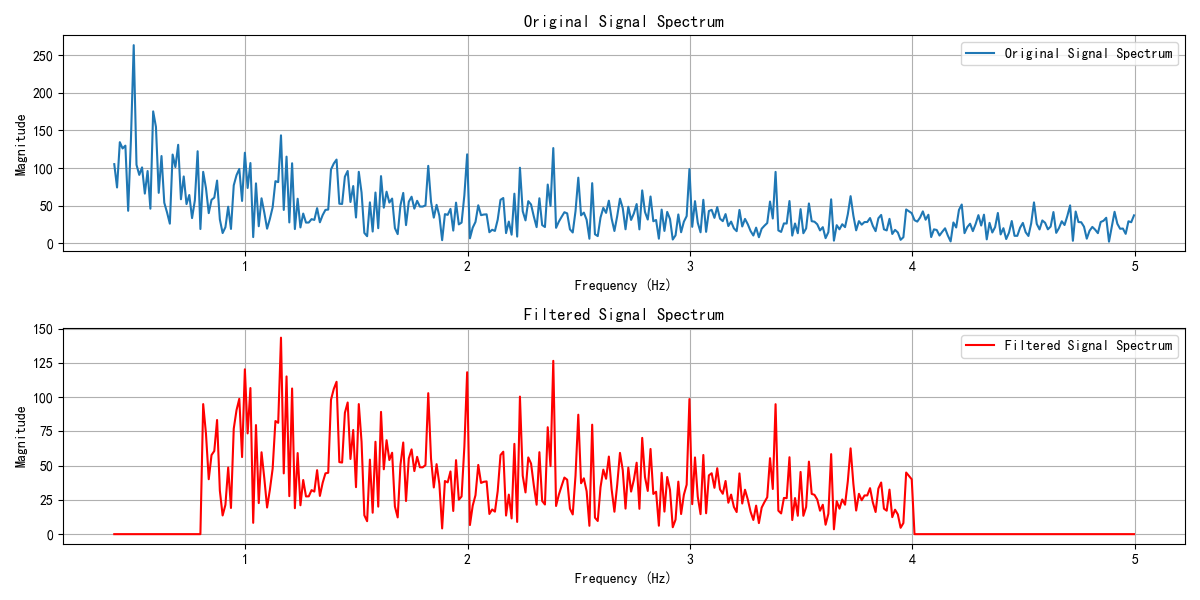 Original Signal Spectrum
Original Signal Spectrum
Magnitude
250
200
150
100
50
0
1
2
3
4
5
Frequency (Hz)
Filtered Signal Spectrum
Filtered Signal Spectrum
Magnitude
150
125
100
75
50
25
0
1
2
3
4
5
Frequency (Hz)